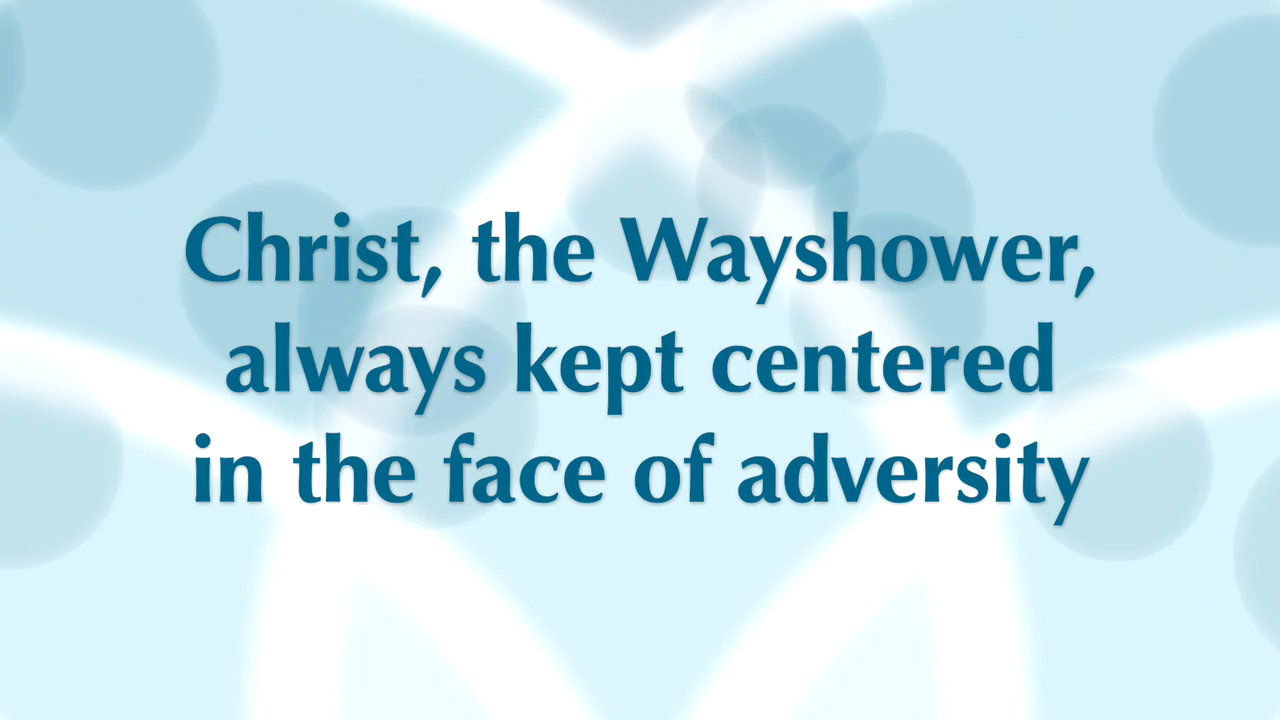 Christ, the Wayshower,
always kept centered
in the face of adversity